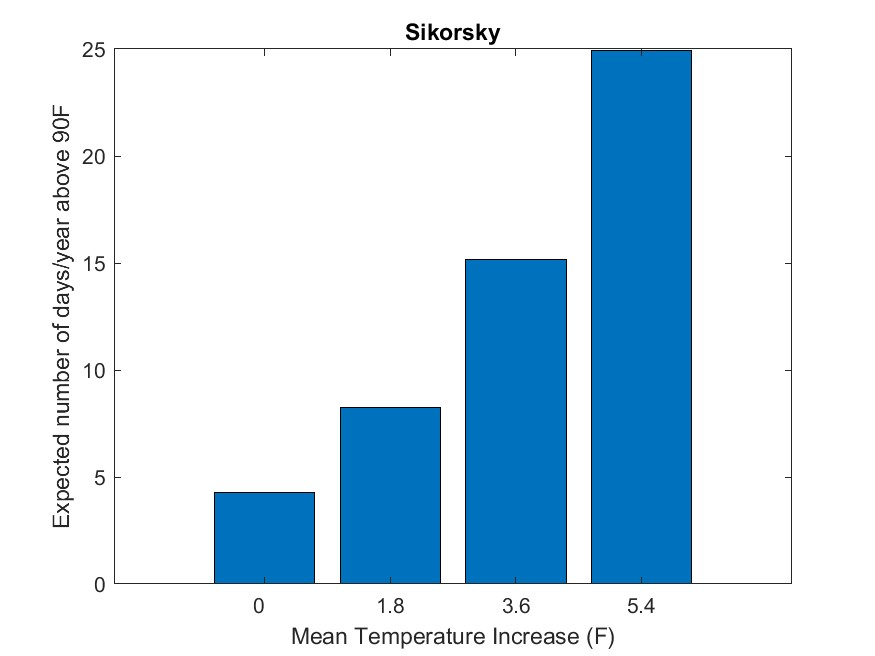 Sikorsky
Expected number of days/year above 90F
25
20
15
10
5
0
0 1.8 3.6 5.4
Mean Temperature Increase (F)